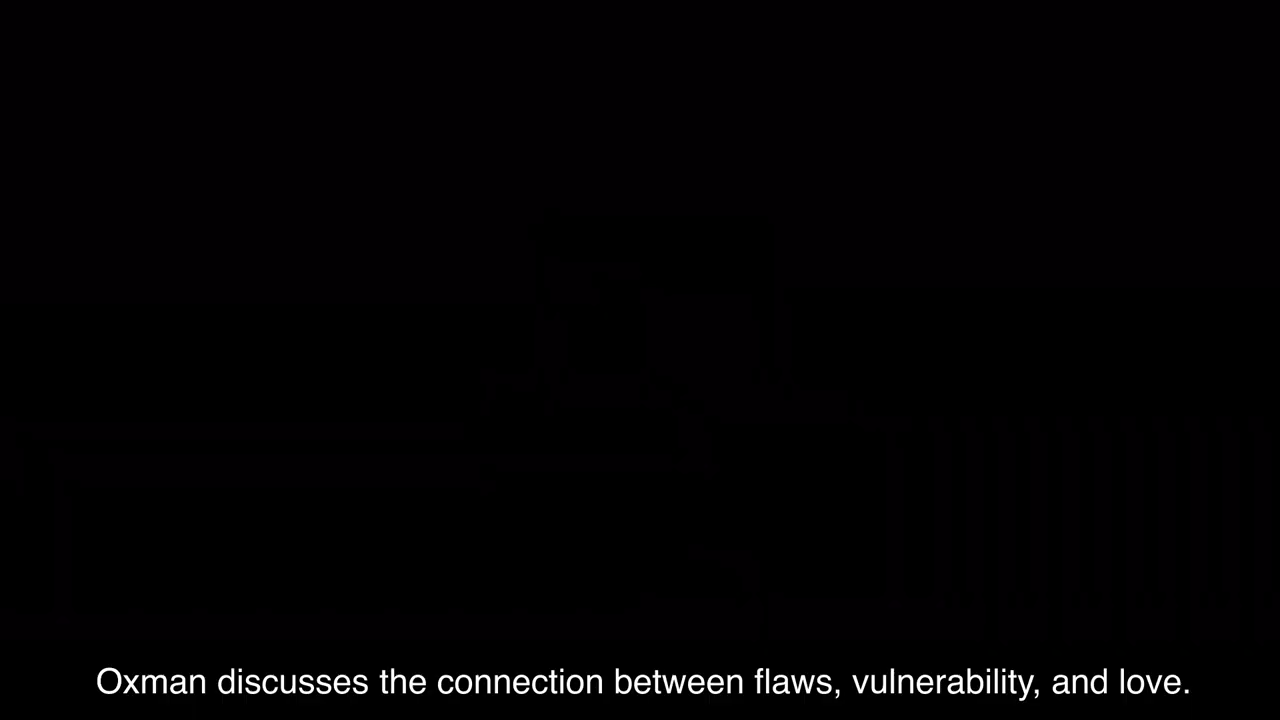 Oxman discusses the connection between flaws, vulnerability, and love.